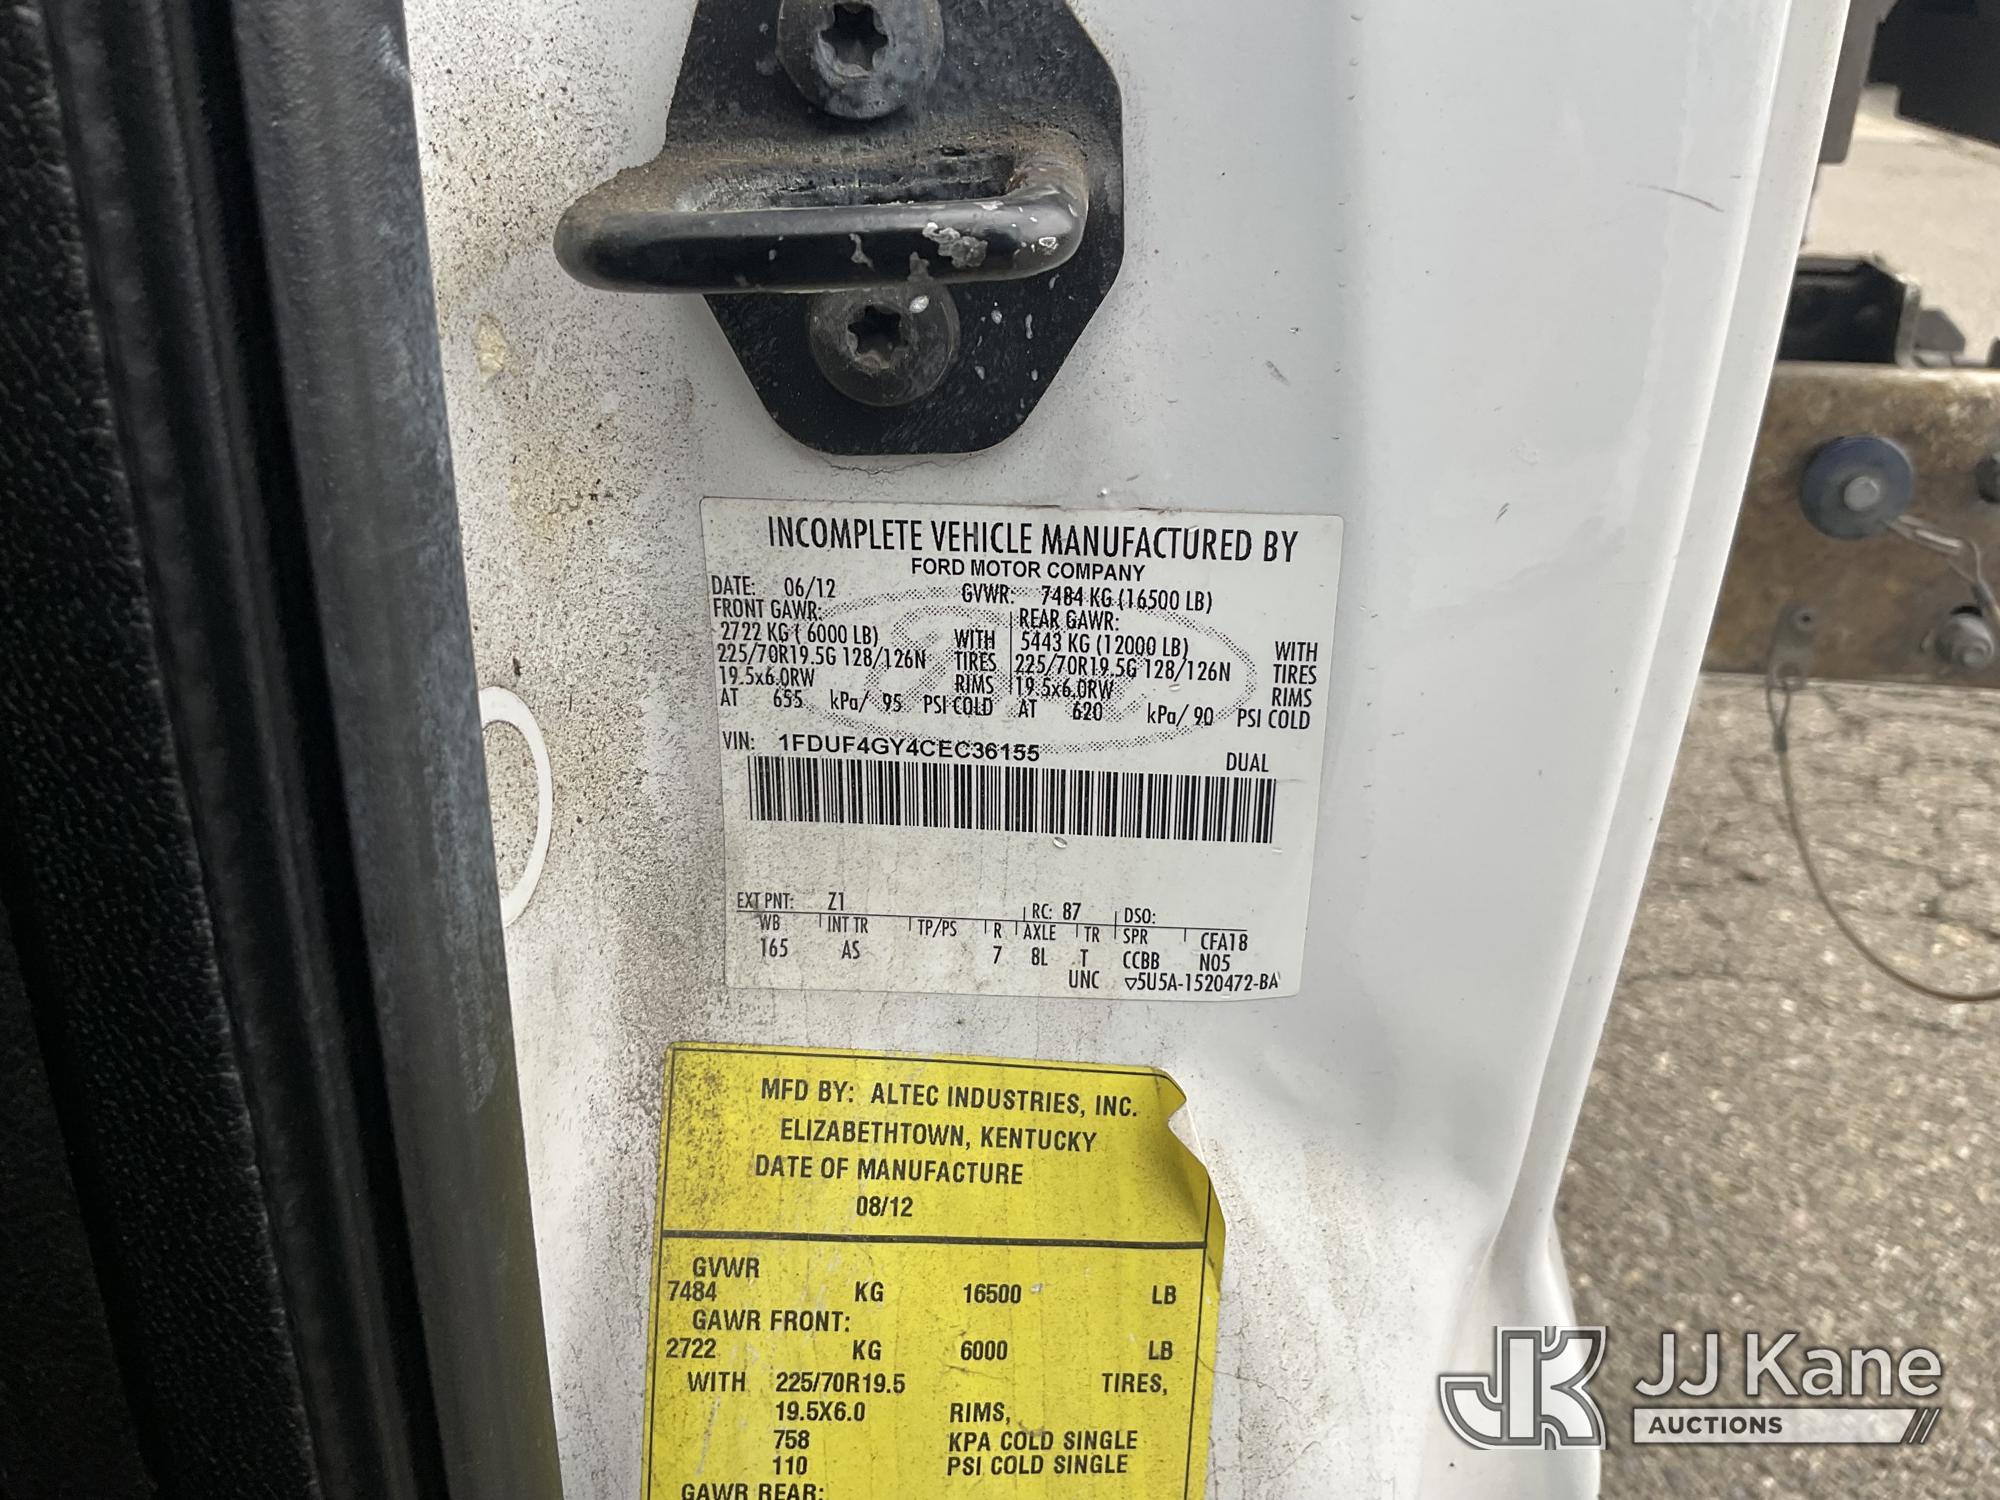 INCOMPLETE VEHICLE MANUFACTURED BY
FORD MOTOR COMPANY
DATE: 06/12 GVWR: 7484 KG (16500 LB)
FRONT GAWR: REAR GAWR:
2722 KG ( 6000 LB) WITH 5443 KG (12000 LB) WITH
225/70R19.5G 128/126N TIRES 225/70R19.5G 128/126N TIRES
19.5x6.0RW RIMS 19.5x6.0RW RIMS
AT 655 kPa/ 95 PSI COLD AT 620 kPa/ 90 PSI COLD
VIN: 1FDUF4GY4CEC36155 DUAL
EXT PNT: Z1 RC: 87 DSO:
WB INT TR TP/PS R AXLE TR SPR CFA18
165 AS 7 8L T CCBB N05
UNC ▽5U5A-1520472-BA
MFD BY: ALTEC INDUSTRIES, INC.
ELIZABETHTOWN, KENTUCKY
DATE OF MANUFACTURE
08/12
GVWR
7484 KG 16500 LB
GAWR FRONT:
2722 KG 6000 LB
WITH 225/70R19.5 TIRES,
19.5X6.0 RIMS,
758 KPA COLD SINGLE
110 PSI COLD SINGLE
GAWR REAR:
JK JJ Kane
AUCTIONS